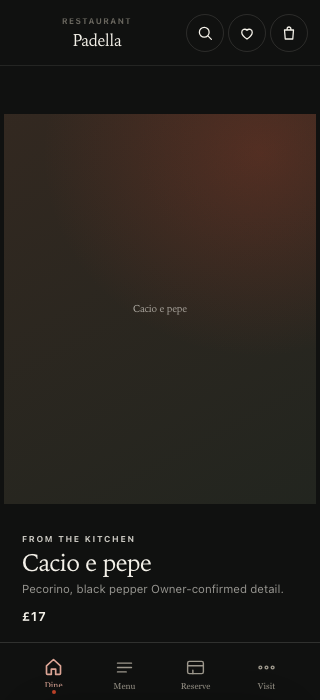 RESTAURANT
Padella
Cacio e pepe
FROM THE KITCHEN
Cacio e pepe
Pecorino, black pepper Owner-confirmed detail.
£17
Dine
Menu
Reserve
Visit